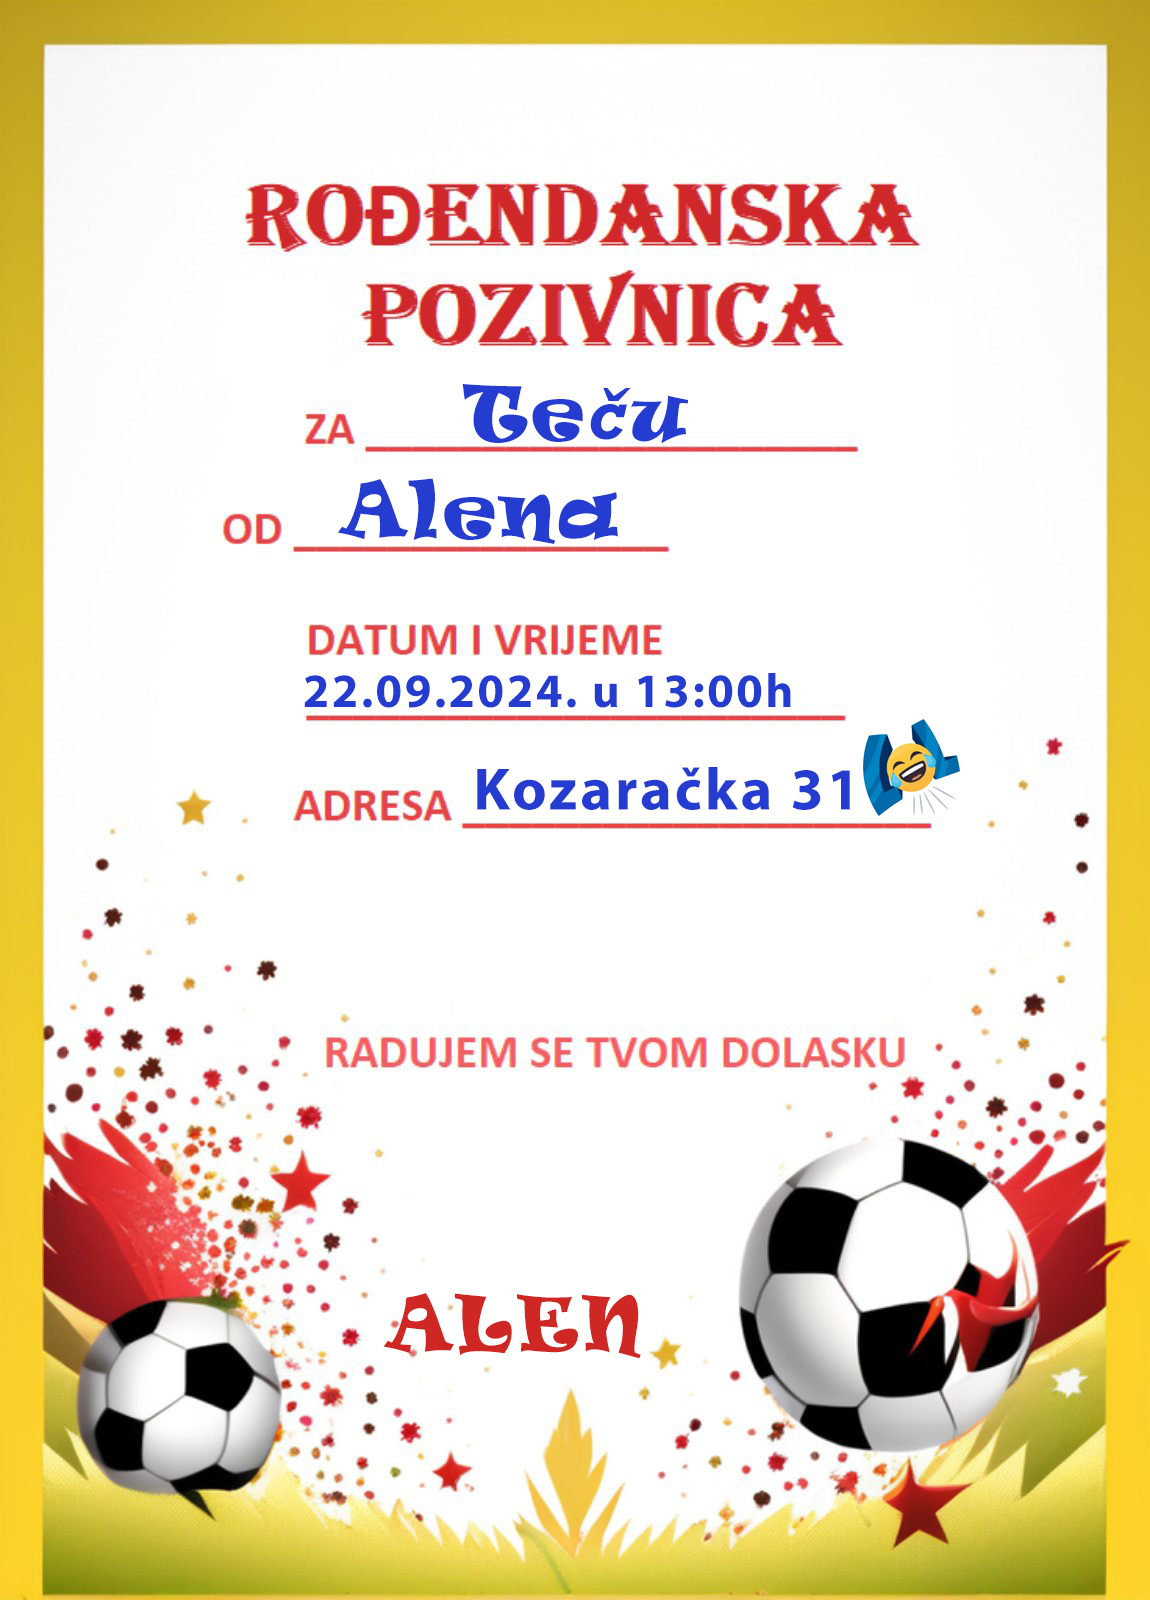 ROĐENDANSKA
POZIVNICA
ZA Teču
OD Alena
DATUM I VRIJEME
22.09.2024. u 13:00h
ADRESA Kozaračka 31
RADUJEM SE TVOM DOLASKU
ALEN